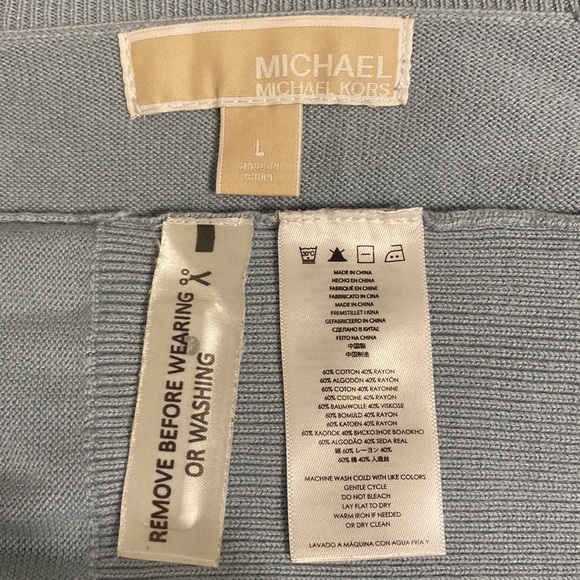 MICHAEL
MICHAEL KORS
L
MADE IN
CHINA
REMOVE BEFORE WEARING
OR WASHING
30°C
MADE IN CHINA
HECHO EN CHINA
FABRIQUÉ EN CHINE
FABBRICATO IN CINA
MADE IN CHINA
FREMSTILLET I KINA
GEFABRICEERD IN CHINA
СДЕЛАНО В КИТАЕ
FEITO NA CHINA
中国製
中国制造
60% COTTON 40% RAYON
60% ALGODÓN 40% RAYON
60% COTON 40% RAYONNE
60% COTONE 40% RAYON
60% BAUMWOLLE 40% VISKOSE
60% BOMULD 40% RAYON
60% KATOEN 40% RAYON
60% ХЛОПОК 40% ВИСКОЗНОЕ ВОЛОКНО
60% ALGODÃO 40% SEDA REAL
綿 60% レーヨン 40%
60% 棉 40% 人造丝
MACHINE WASH COLD WITH LIKE COLORS
GENTLE CYCLE
DO NOT BLEACH
LAY FLAT TO DRY
WARM IRON IF NEEDED
OR DRY CLEAN
LAVADO A MÁQUINA CON AGUA FRÍA Y